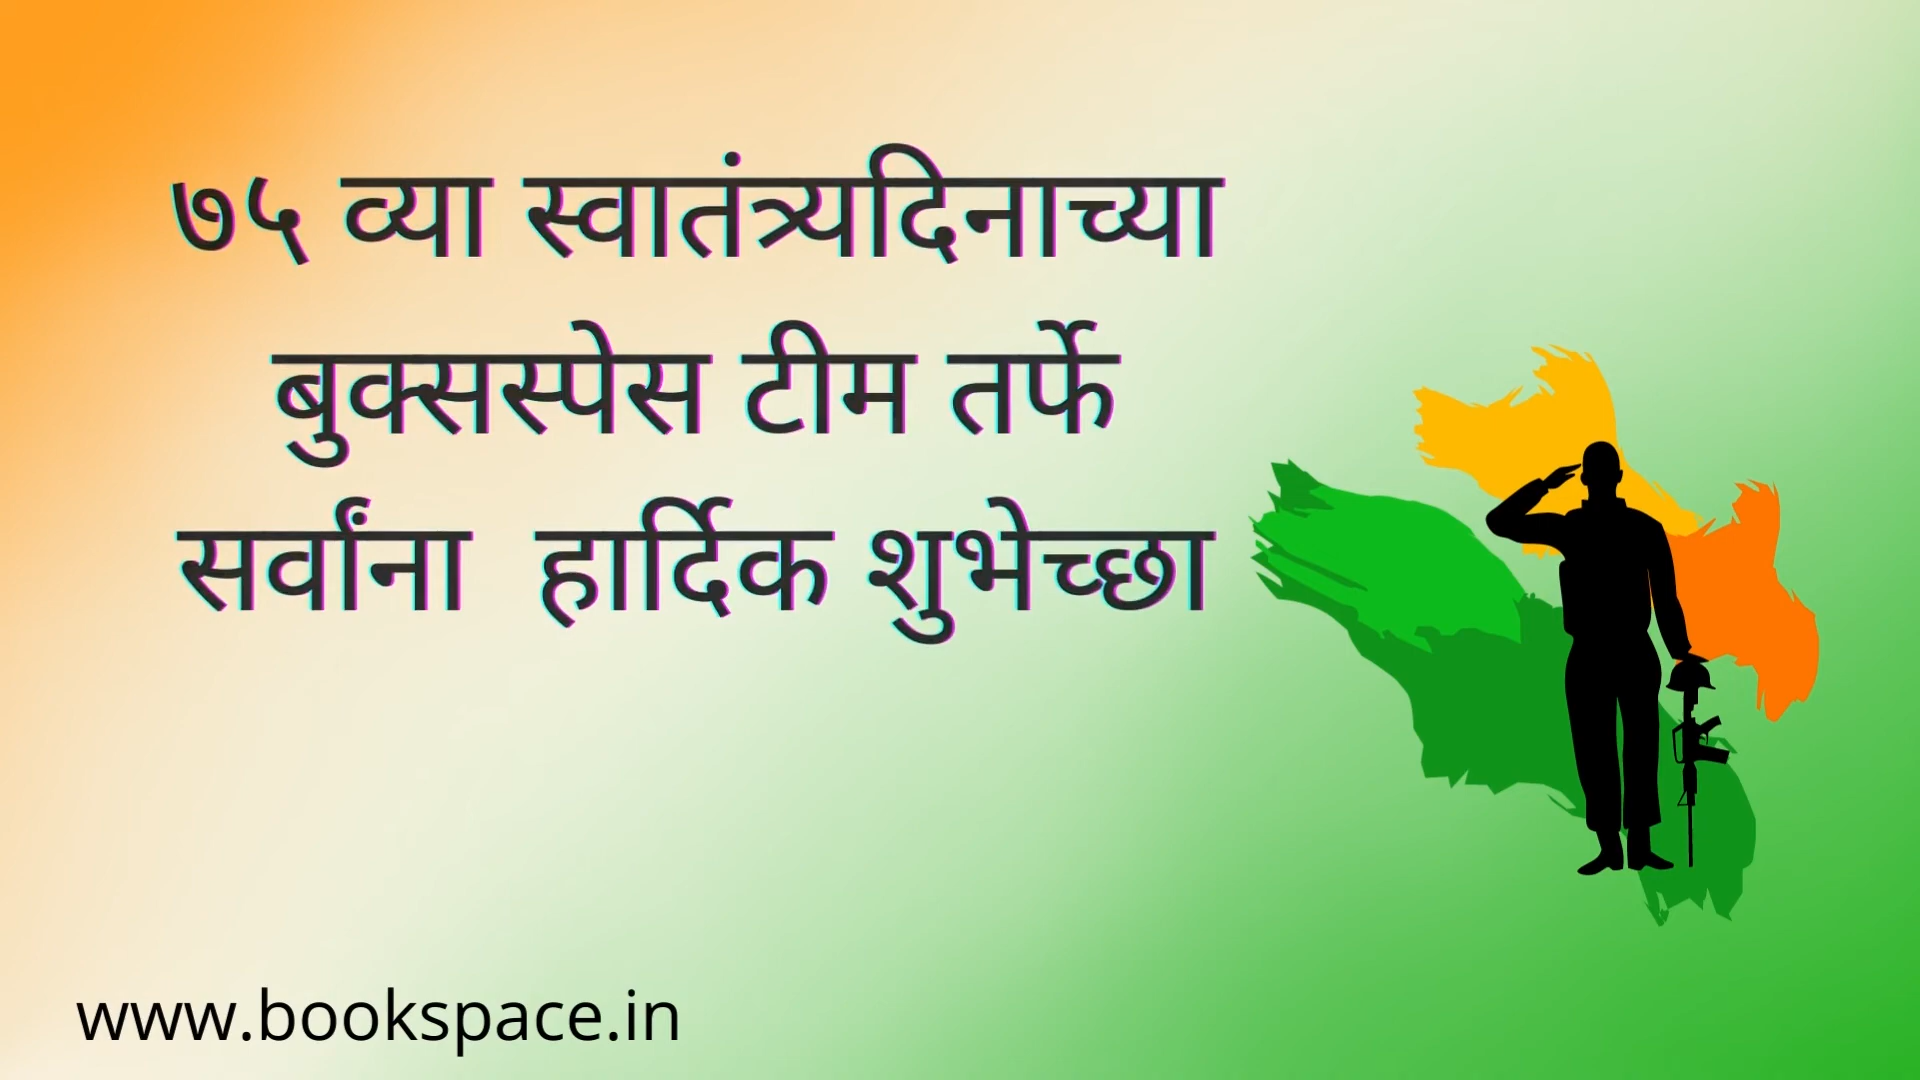 ७५ व्या स्वातंत्र्यदिनाच्या
बुक्सस्पेस टीम तर्फे
सर्वांना हार्दिक शुभेच्छा
www.bookspace.in